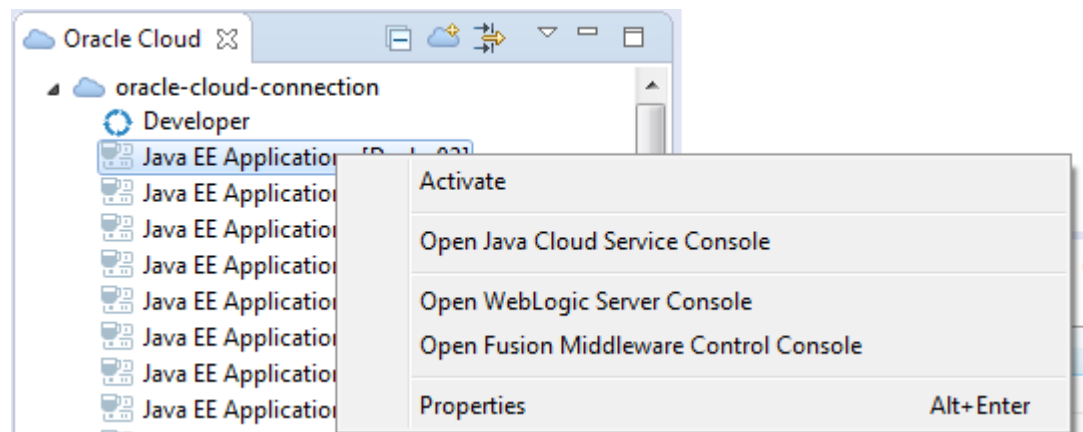 Oracle Cloud
oracle-cloud-connection
Developer
Java EE Application
Java EE Application
Java EE Application
Java EE Application
Java EE Application
Java EE Application
Java EE Application
Java EE Application
Activate
Open Java Cloud Service Console
Open WebLogic Server Console
Open Fusion Middleware Control Console
Properties Alt+Enter